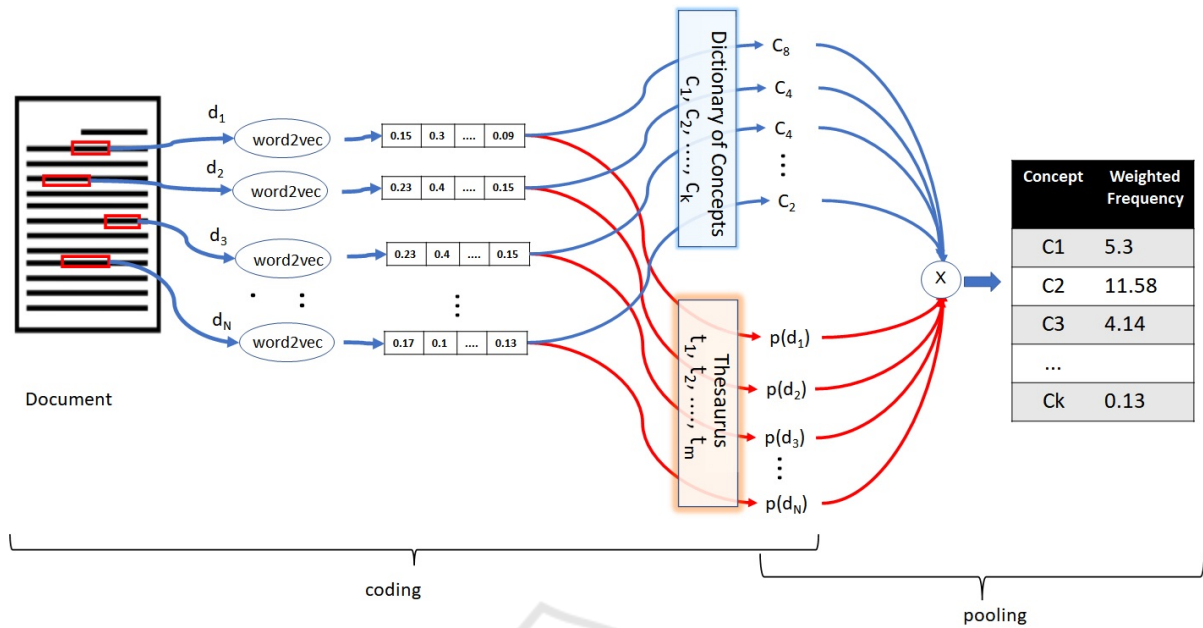 d1
word2vec
0.15 0.3 .... 0.09
d2
word2vec
0.23 0.4 .... 0.15
d3
word2vec
0.23 0.4 .... 0.15
dN
word2vec
0.17 0.1 .... 0.13
Document
Dictionary of Concepts
c1, c2, ...., ck
C8
C4
C4
C2
Thesaurus
t1, t2, ...., tm
p(d1)
p(d2)
p(d3)
p(dN)
X
Concept Weighted Frequency
C1 5.3
C2 11.58
C3 4.14
...
Ck 0.13
coding
pooling